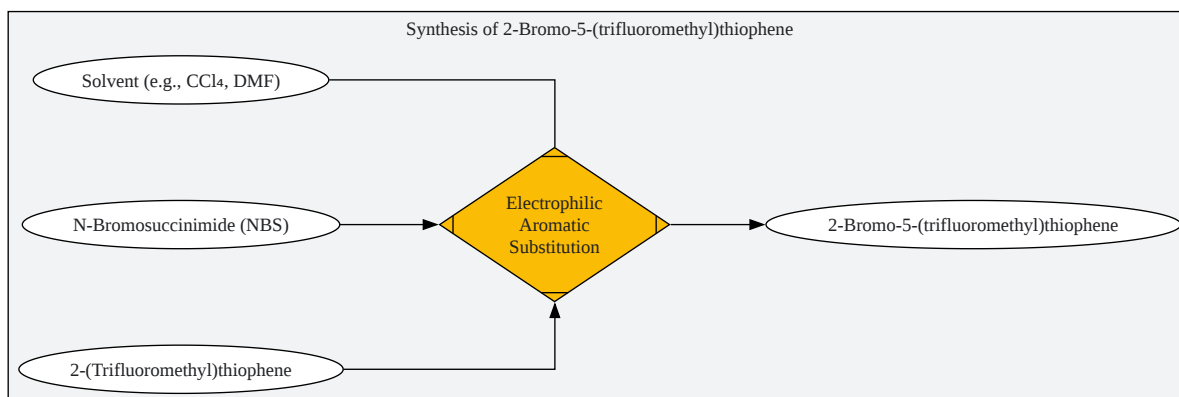 Synthesis of 2-Bromo-5-(trifluoromethyl)thiophene
Solvent (e.g., CCl₄, DMF)
N-Bromosuccinimide (NBS)
Electrophilic
Aromatic
Substitution
2-Bromo-5-(trifluoromethyl)thiophene
2-(Trifluoromethyl)thiophene